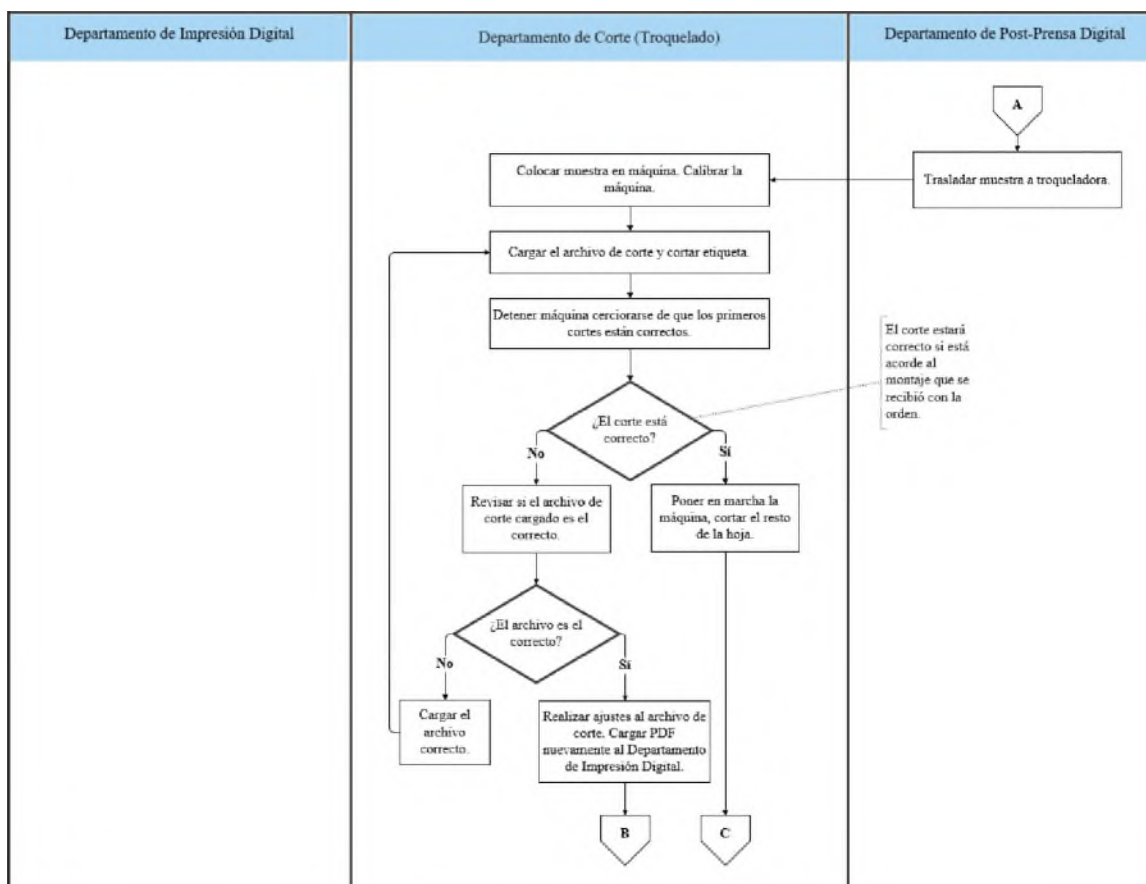 Departamento de Impresión Digital
Departamento de Corte (Troquelado)
Departamento de Post-Prensa Digital
A
Trasladar muestra a troqueladora.
Colocar muestra en máquina. Calibrar la
máquina.
Cargar el archivo de corte y cortar etiqueta.
Detener máquina cerciorarse de que los primeros
cortes están correctos.
El corte estará
correcto si está
acorde al
montaje que se
recibió con la
orden.
¿El corte está
correcto?
No
Sí
Revisar si el archivo de
corte cargado es el
correcto.
Poner en marcha la
máquina, cortar el resto
de la hoja.
¿El archivo es el
correcto?
No
Sí
Cargar el
archivo
correcto.
Realizar ajustes al archivo de
corte. Cargar PDF
nuevamente al Departamento
de Impresión Digital.
B
C